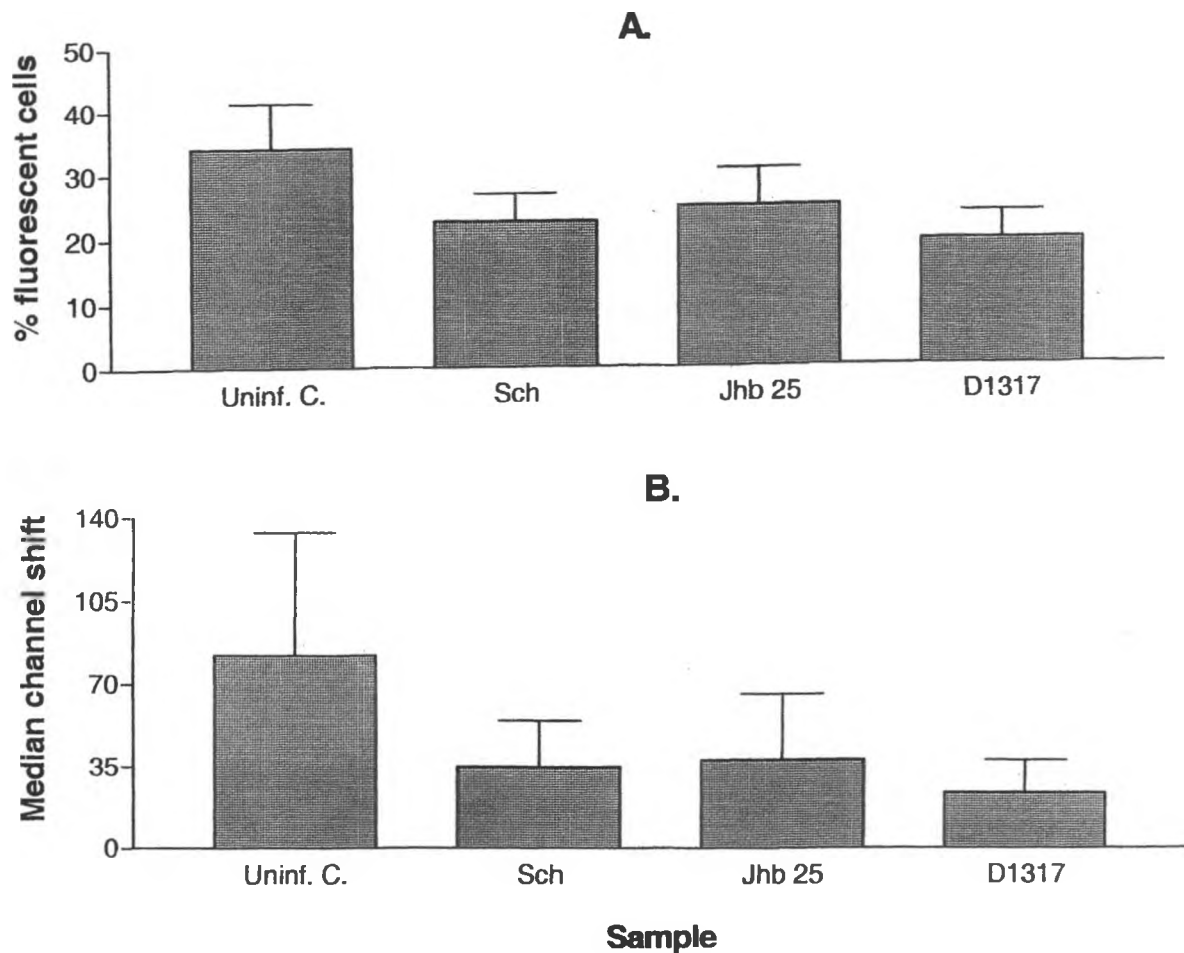 A.
% fluorescent cells
50
40
30
20
10
0
Uninf. C.
Sch
Jhb 25
D1317
B.
Median channel shift
140
105
70
35
0
Uninf. C.
Sch
Jhb 25
D1317
Sample